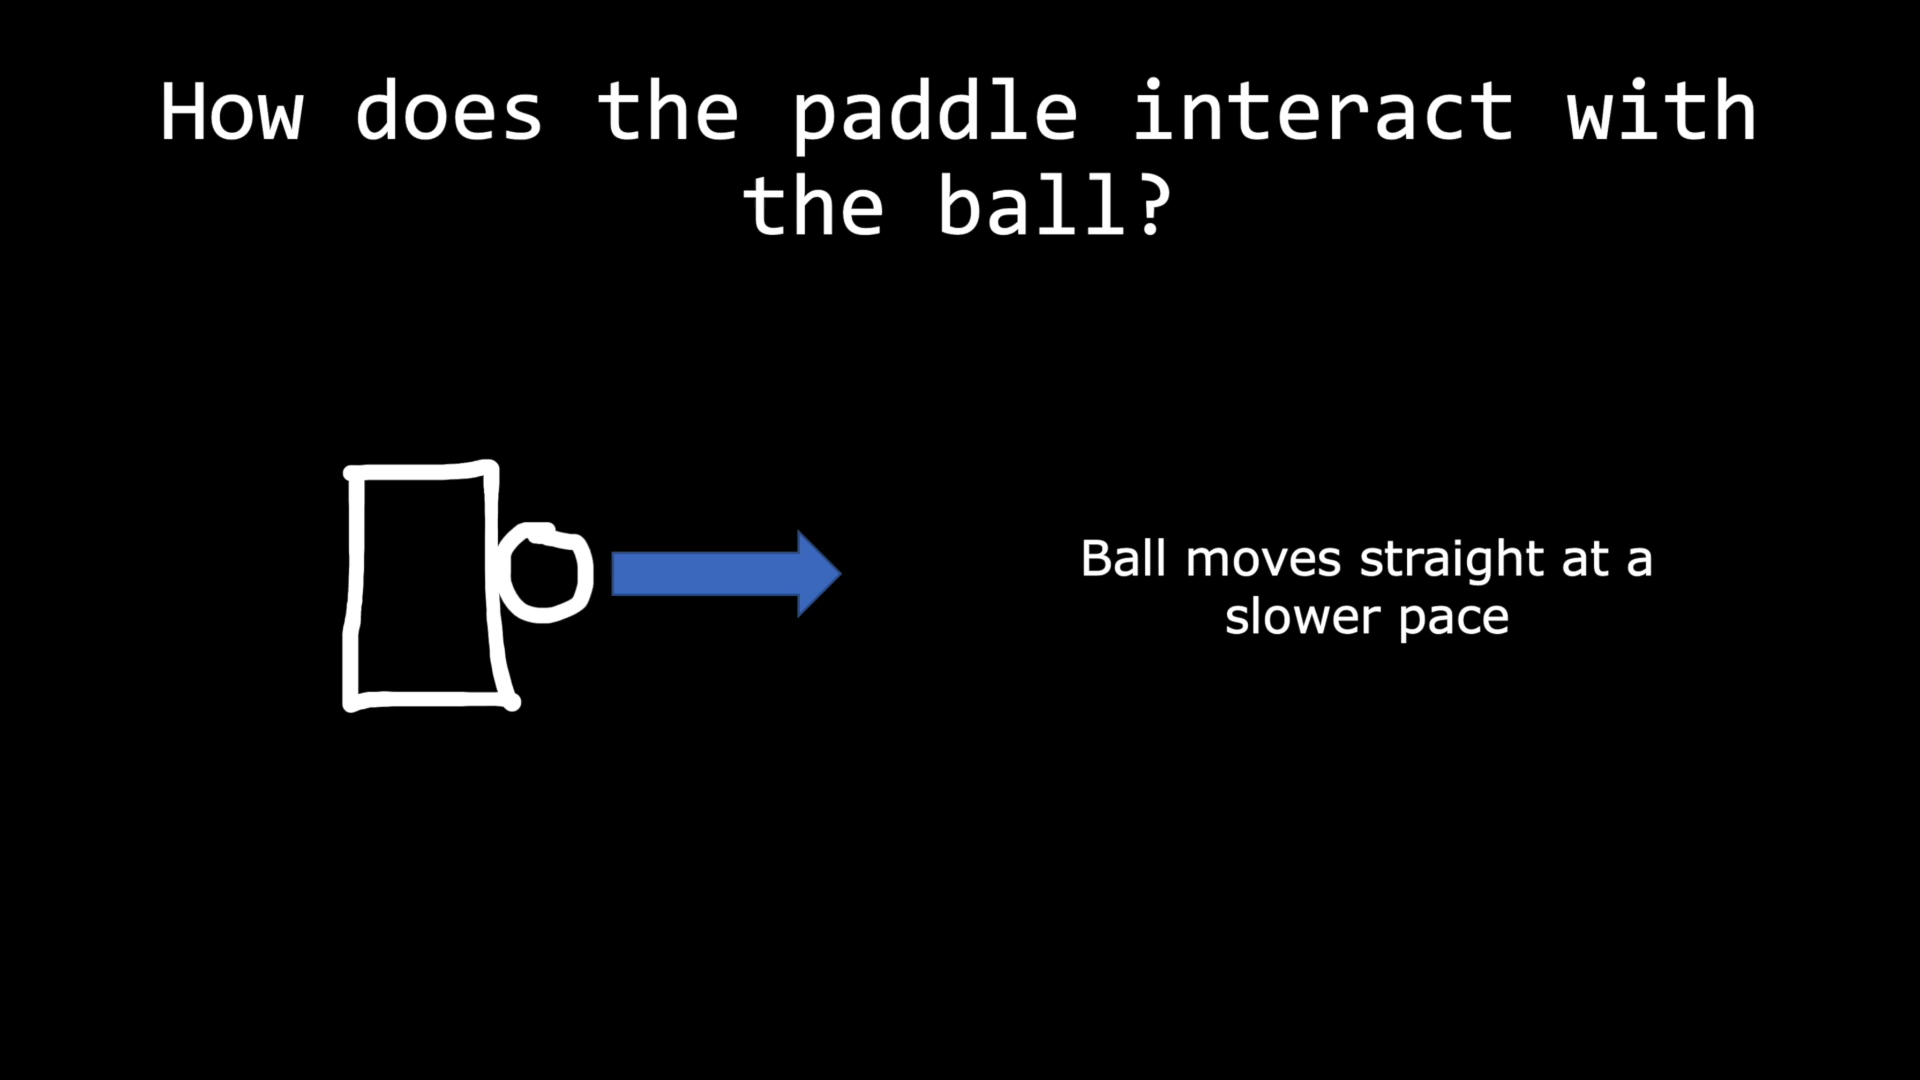 How does the paddle interact with
the ball?
Ball moves straight at a
slower pace